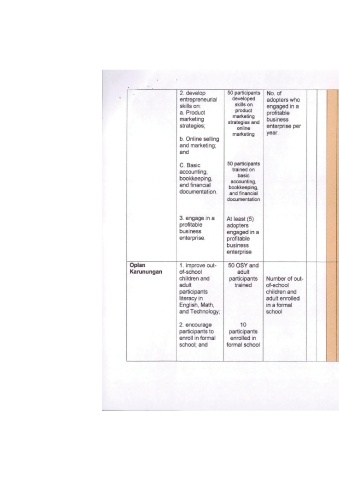 2. develop
entrepreneurial
skills on:
a. Product
marketing
strategies;
b. Online selling
and marketing;
and
C. Basic
accounting,
bookkeeping,
and financial
documentation.
3. engage in a
profitable
business
enterprise.
50 participants
developed
skills on
product
marketing
strategies and
online
marketing
50 participants
trained on
basic
accounting,
bookkeeping,
and financial
documentation
At least (5)
adopters
engaged in a
profitable
business
enterprise
No. of
adopters who
engaged in a
profitable
business
enterprise per
year.
Oplan
Karunungan
1. improve out-
of-school
children and
adult
participants
literacy in
English, Math,
and Technology;
2. encourage
participants to
enroll in formal
school; and
50 OSY and
adult
participants
trained
10
participants
enrolled in
formal school
Number of out-
of-school
children and
adult enrolled
in a formal
school